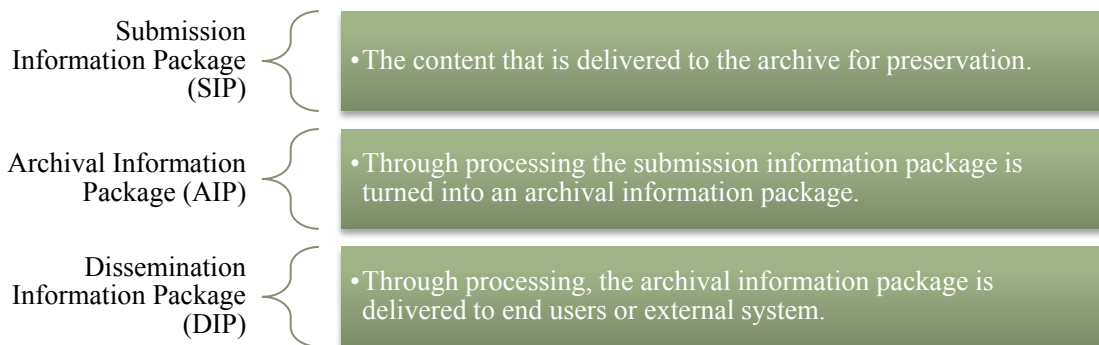 Submission
Information Package
(SIP)
•The content that is delivered to the archive for preservation.
Archival Information
Package (AIP)
•Through processing the submission information package is
turned into an archival information package.
Dissemination
Information Package
(DIP)
•Through processing, the archival information package is
delivered to end users or external system.